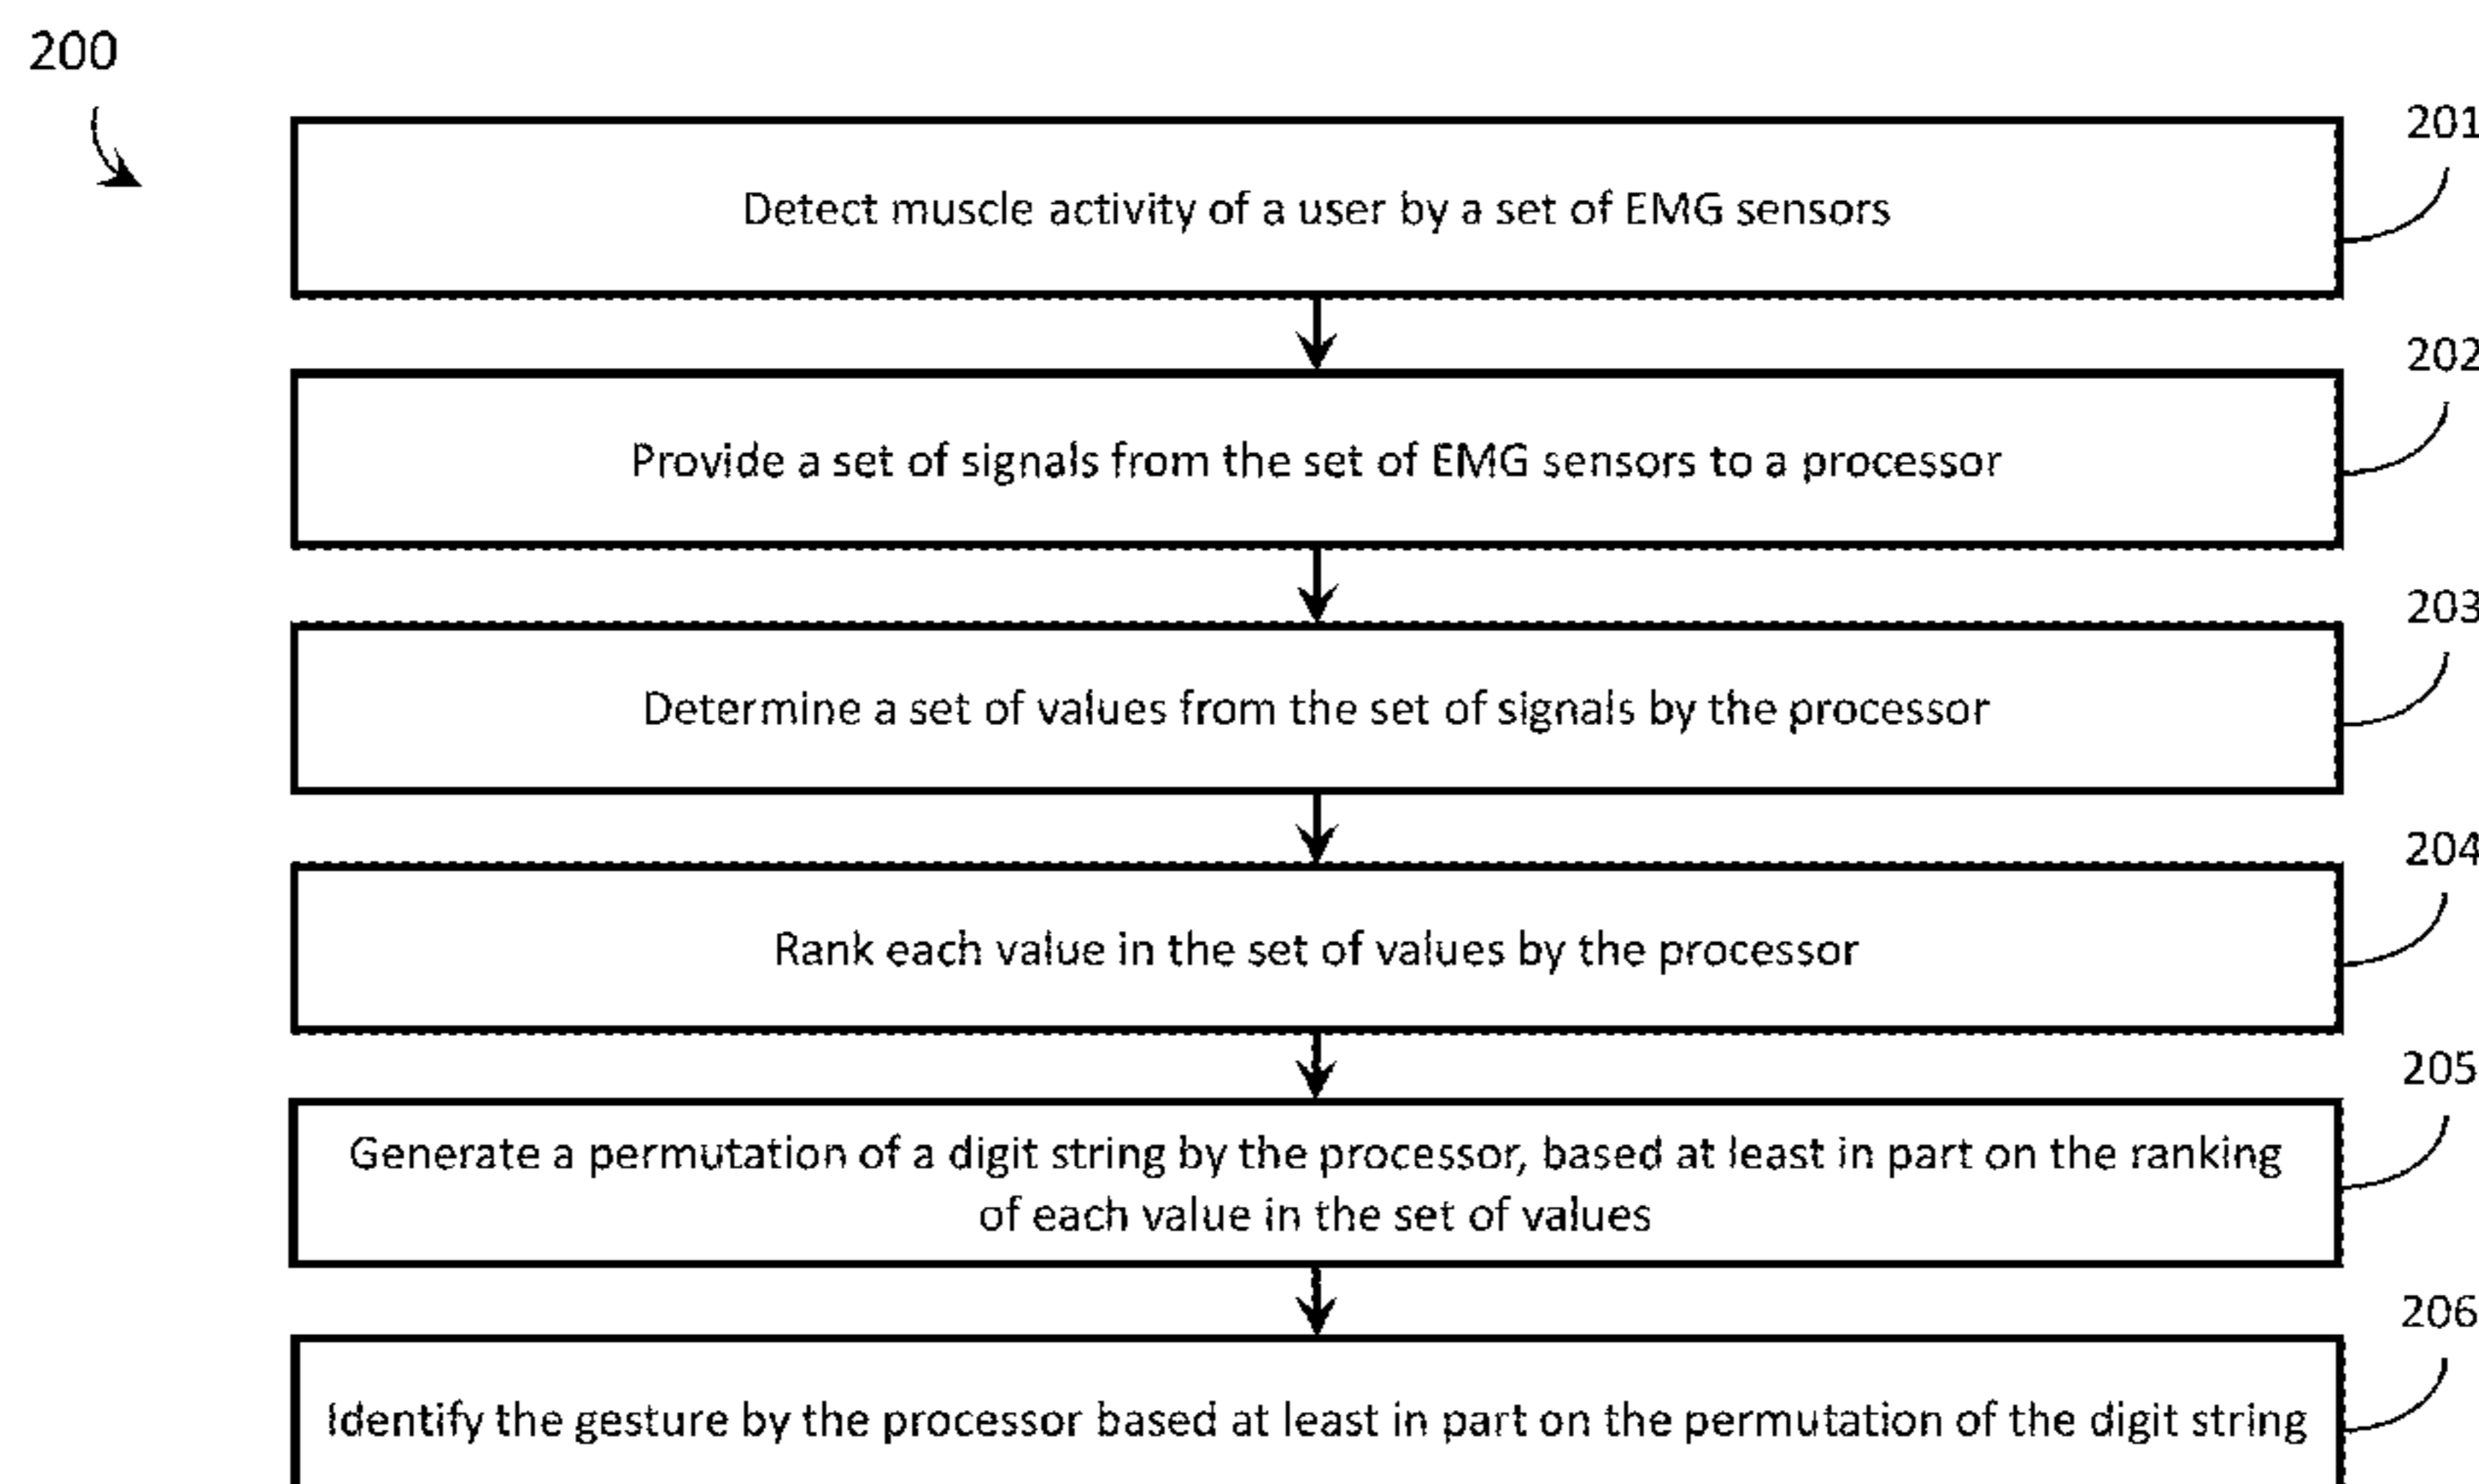 200
201
Detect muscle activity of a user by a set of EMG sensors
202
Provide a set of signals from the set of EMG sensors to a processor
203
Determine a set of values from the set of signals by the processor
204
Rank each value in the set of values by the processor
205
Generate a permutation of a digit string by the processor, based at least in part on the ranking
of each value in the set of values
206
Identify the gesture by the processor based at least in part on the permutation of the digit string